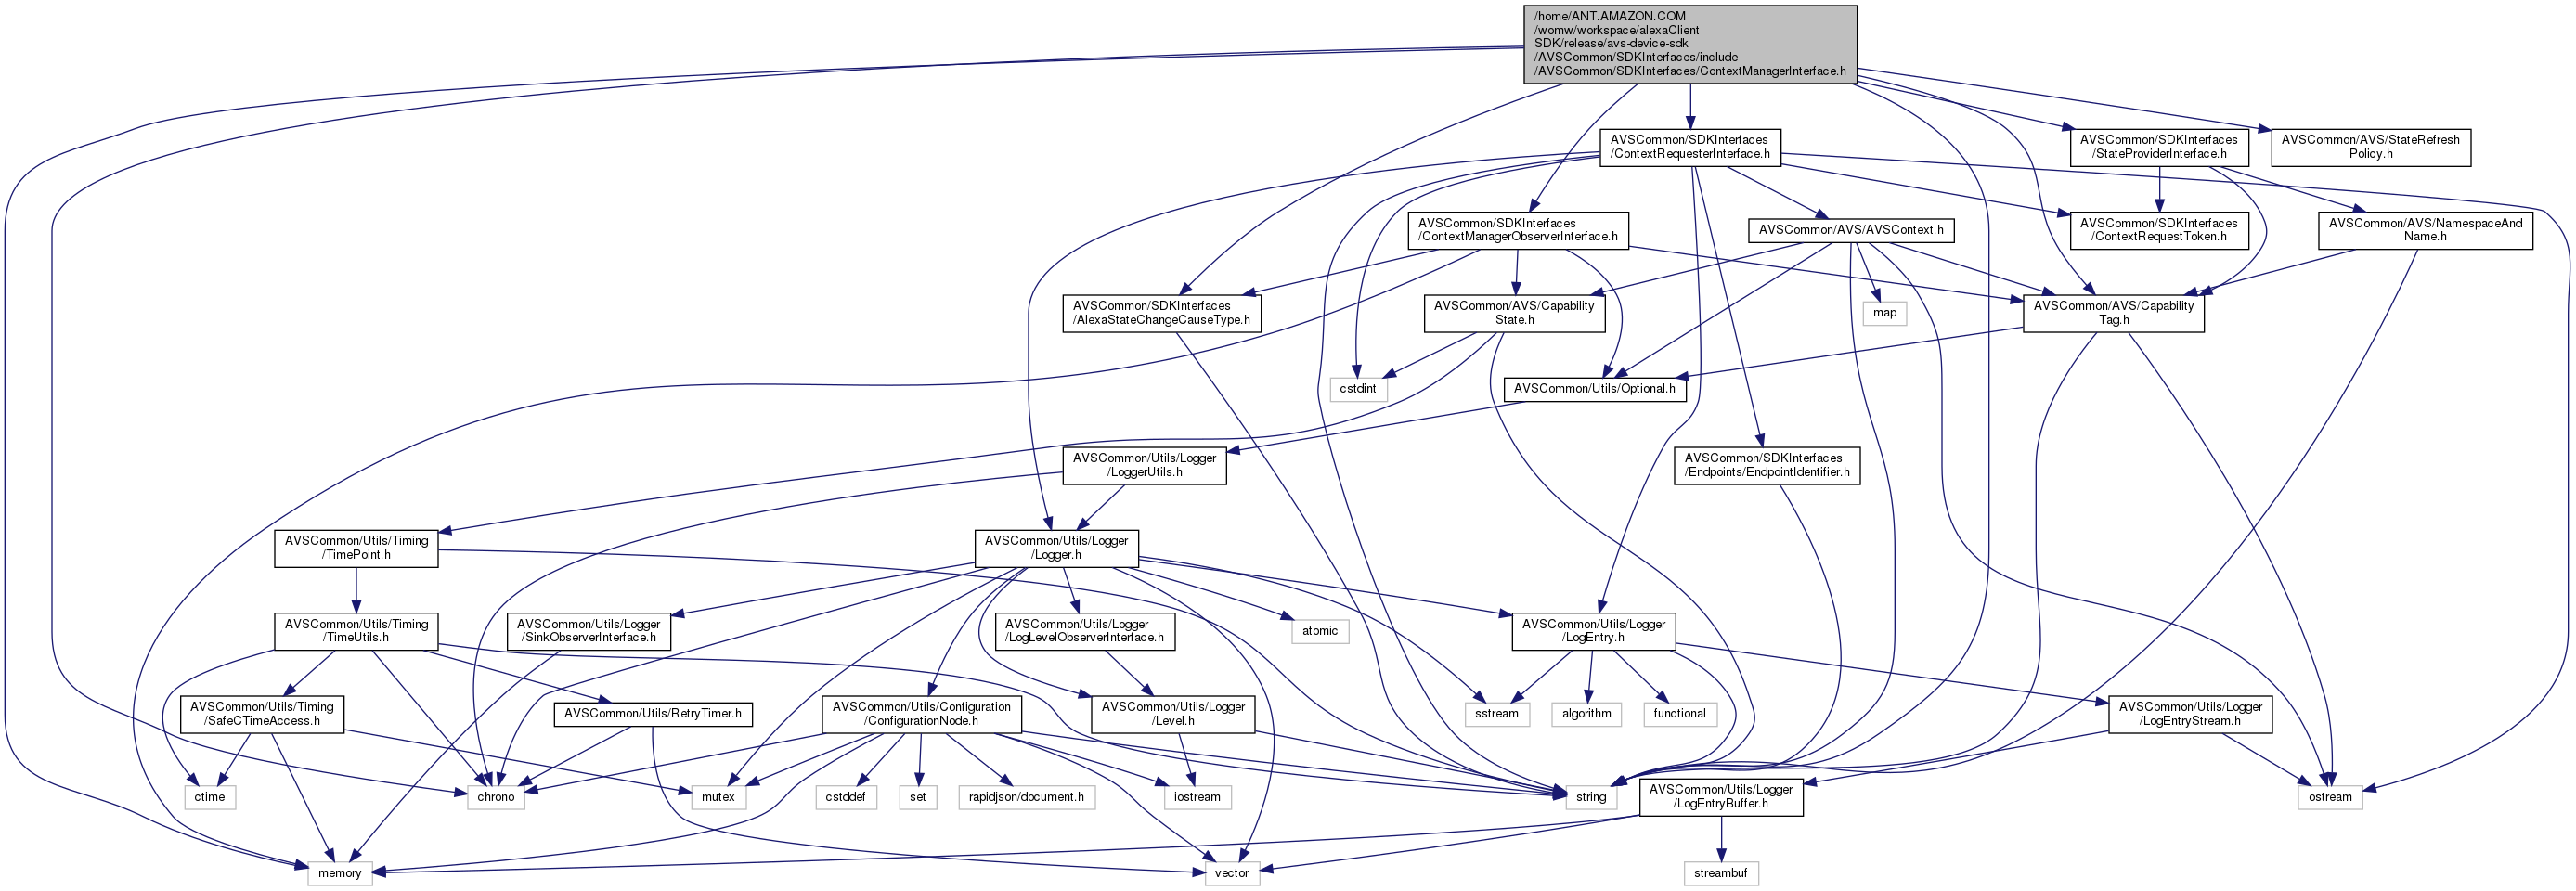 /home/ANT.AMAZON.COM
/womw/workspace/alexaClient
SDK/release/avs-device-sdk
/AVSCommon/SDKInterfaces/include
/AVSCommon/SDKInterfaces/ContextManagerInterface.h
AVSCommon/SDKInterfaces
/ContextRequesterInterface.h
AVSCommon/SDKInterfaces
/StateProviderInterface.h
AVSCommon/AVS/StateRefresh
Policy.h
AVSCommon/SDKInterfaces
/ContextManagerObserverInterface.h
AVSCommon/AVS/AVSContext.h
AVSCommon/SDKInterfaces
/ContextRequestToken.h
AVSCommon/AVS/NamespaceAnd
Name.h
AVSCommon/SDKInterfaces
/AlexaStateChangeCauseType.h
AVSCommon/AVS/Capability
State.h
map
AVSCommon/AVS/Capability
Tag.h
cstdint
AVSCommon/Utils/Optional.h
AVSCommon/Utils/Logger
/LoggerUtils.h
AVSCommon/SDKInterfaces
/Endpoints/EndpointIdentifier.h
AVSCommon/Utils/Timing
/TimePoint.h
AVSCommon/Utils/Logger
/Logger.h
AVSCommon/Utils/Timing
/TimeUtils.h
AVSCommon/Utils/Logger
/SinkObserverInterface.h
AVSCommon/Utils/Logger
/LogLevelObserverInterface.h
atomic
AVSCommon/Utils/Logger
/LogEntry.h
AVSCommon/Utils/Timing
/SafeCTimeAccess.h
AVSCommon/Utils/RetryTimer.h
AVSCommon/Utils/Configuration
/ConfigurationNode.h
AVSCommon/Utils/Logger
/Level.h
sstream
algorithm
functional
AVSCommon/Utils/Logger
/LogEntryStream.h
ctime
chrono
mutex
cstddef
set
rapidjson/document.h
iostream
string
AVSCommon/Utils/Logger
/LogEntryBuffer.h
ostream
memory
vector
streambuf